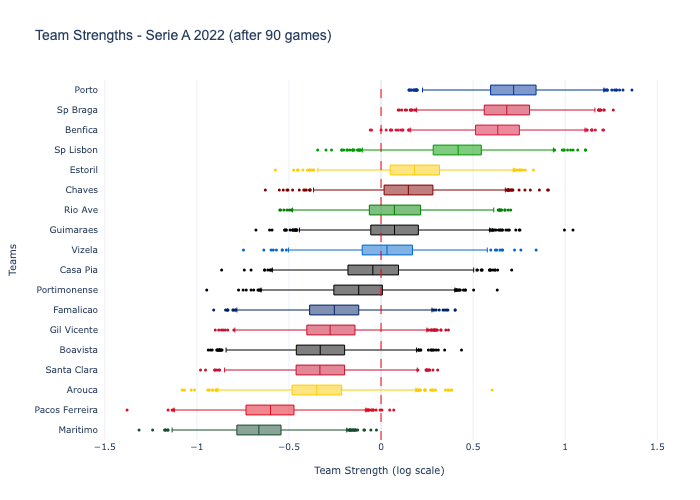 Team Strengths - Serie A 2022 (after 90 games)
Porto
Sp Braga
Benfica
Sp Lisbon
Estoril
Chaves
Rio Ave
Guimaraes
Vizela
Casa Pia
Portimonense
Famalicao
Gil Vicente
Boavista
Santa Clara
Arouca
Pacos Ferreira
Maritimo
Teams
−1.5 −1 −0.5 0 0.5 1 1.5
Team Strength (log scale)